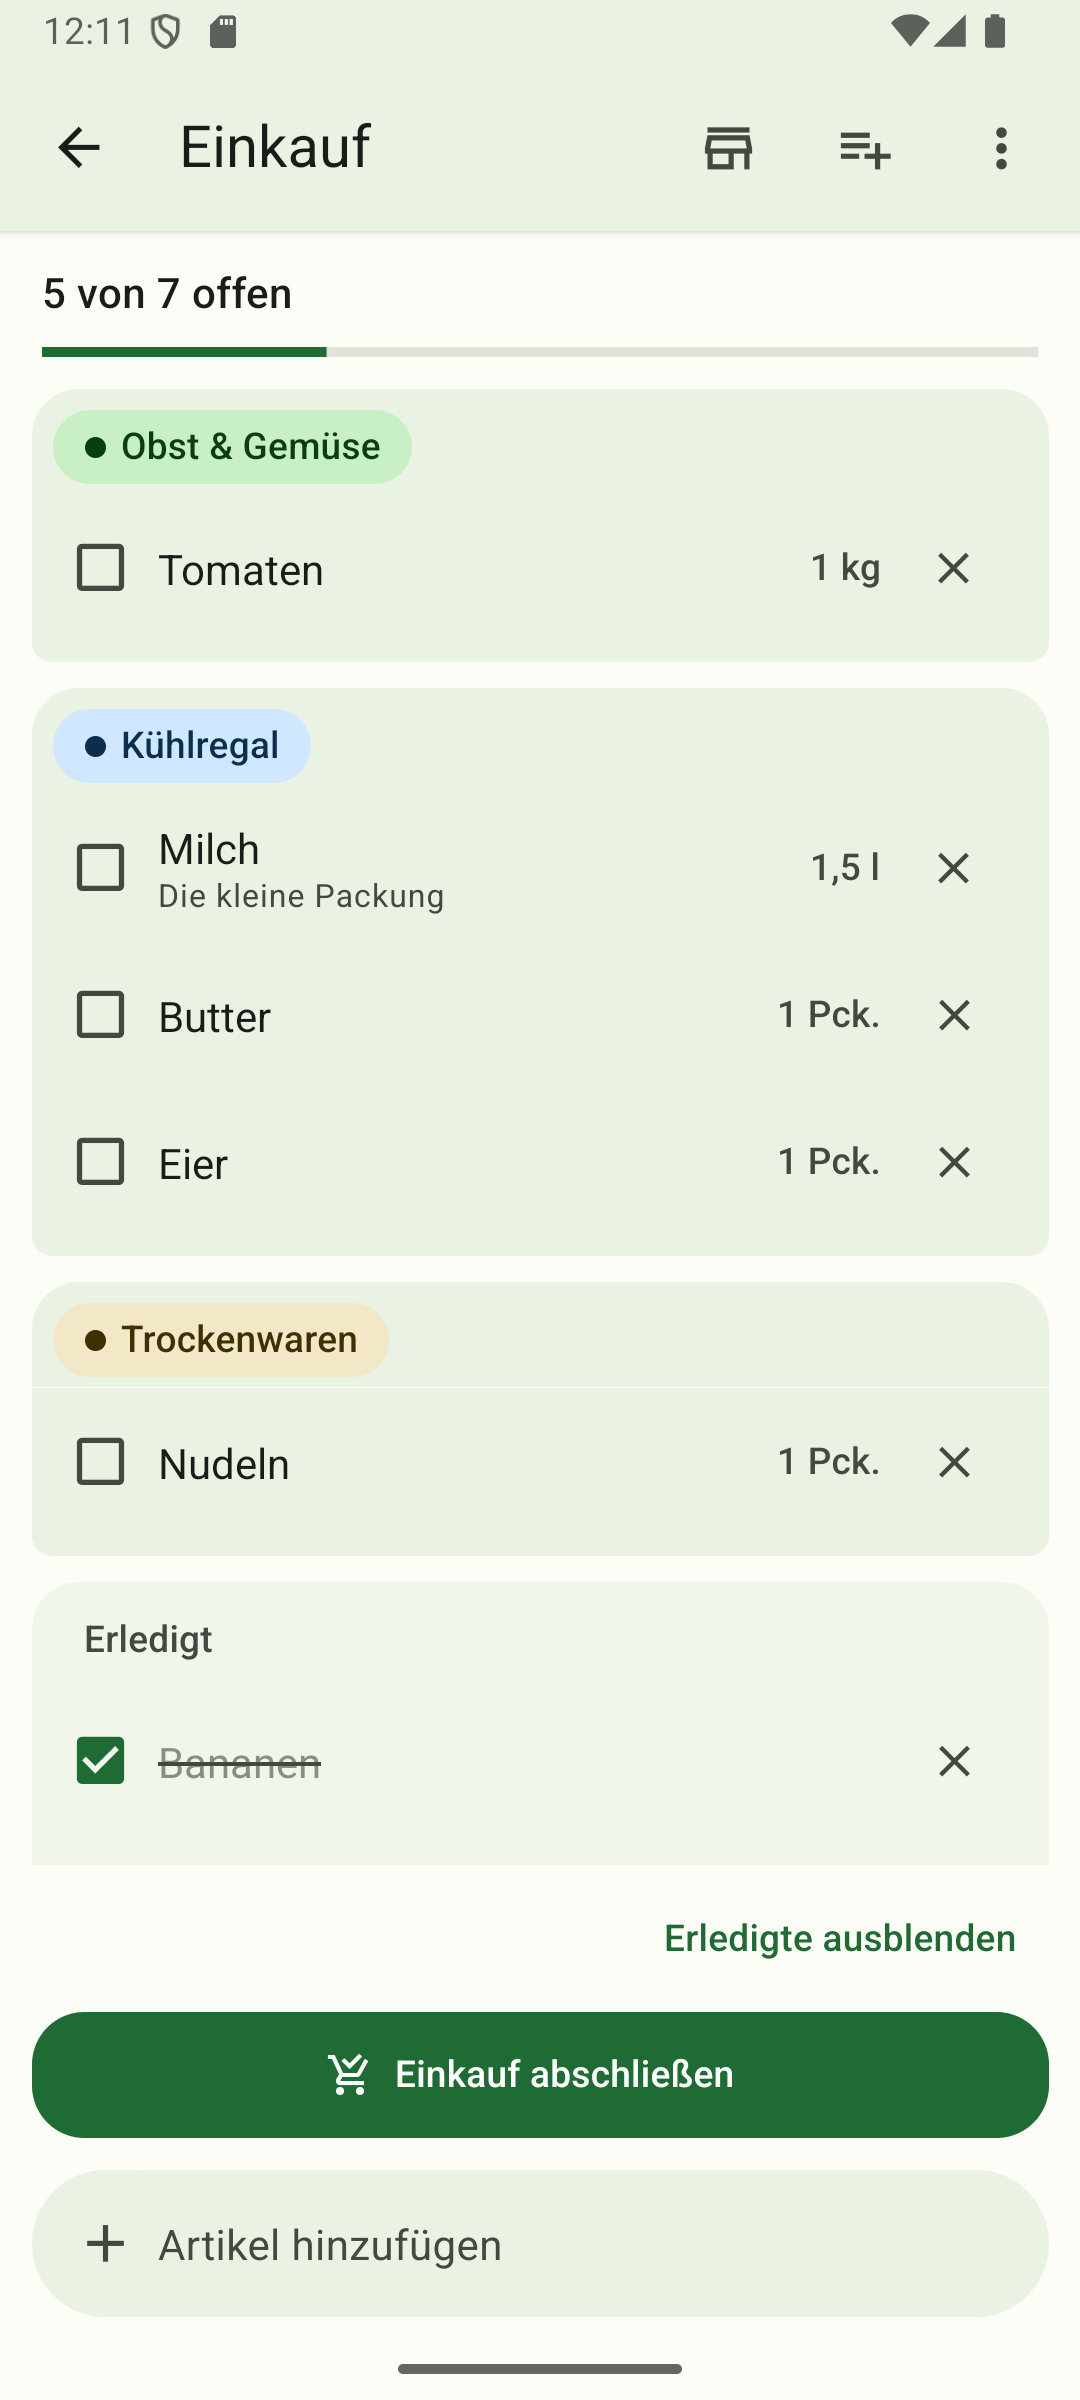 12:11
Einkauf
5 von 7 offen
Obst & Gemüse
Tomaten 1 kg
Kühlregal
Milch 1,5 l
Die kleine Packung
Butter 1 Pck.
Eier 1 Pck.
Trockenwaren
Nudeln 1 Pck.
Erledigt
Bananen
Erledigte ausblenden
Einkauf abschließen
Artikel hinzufügen